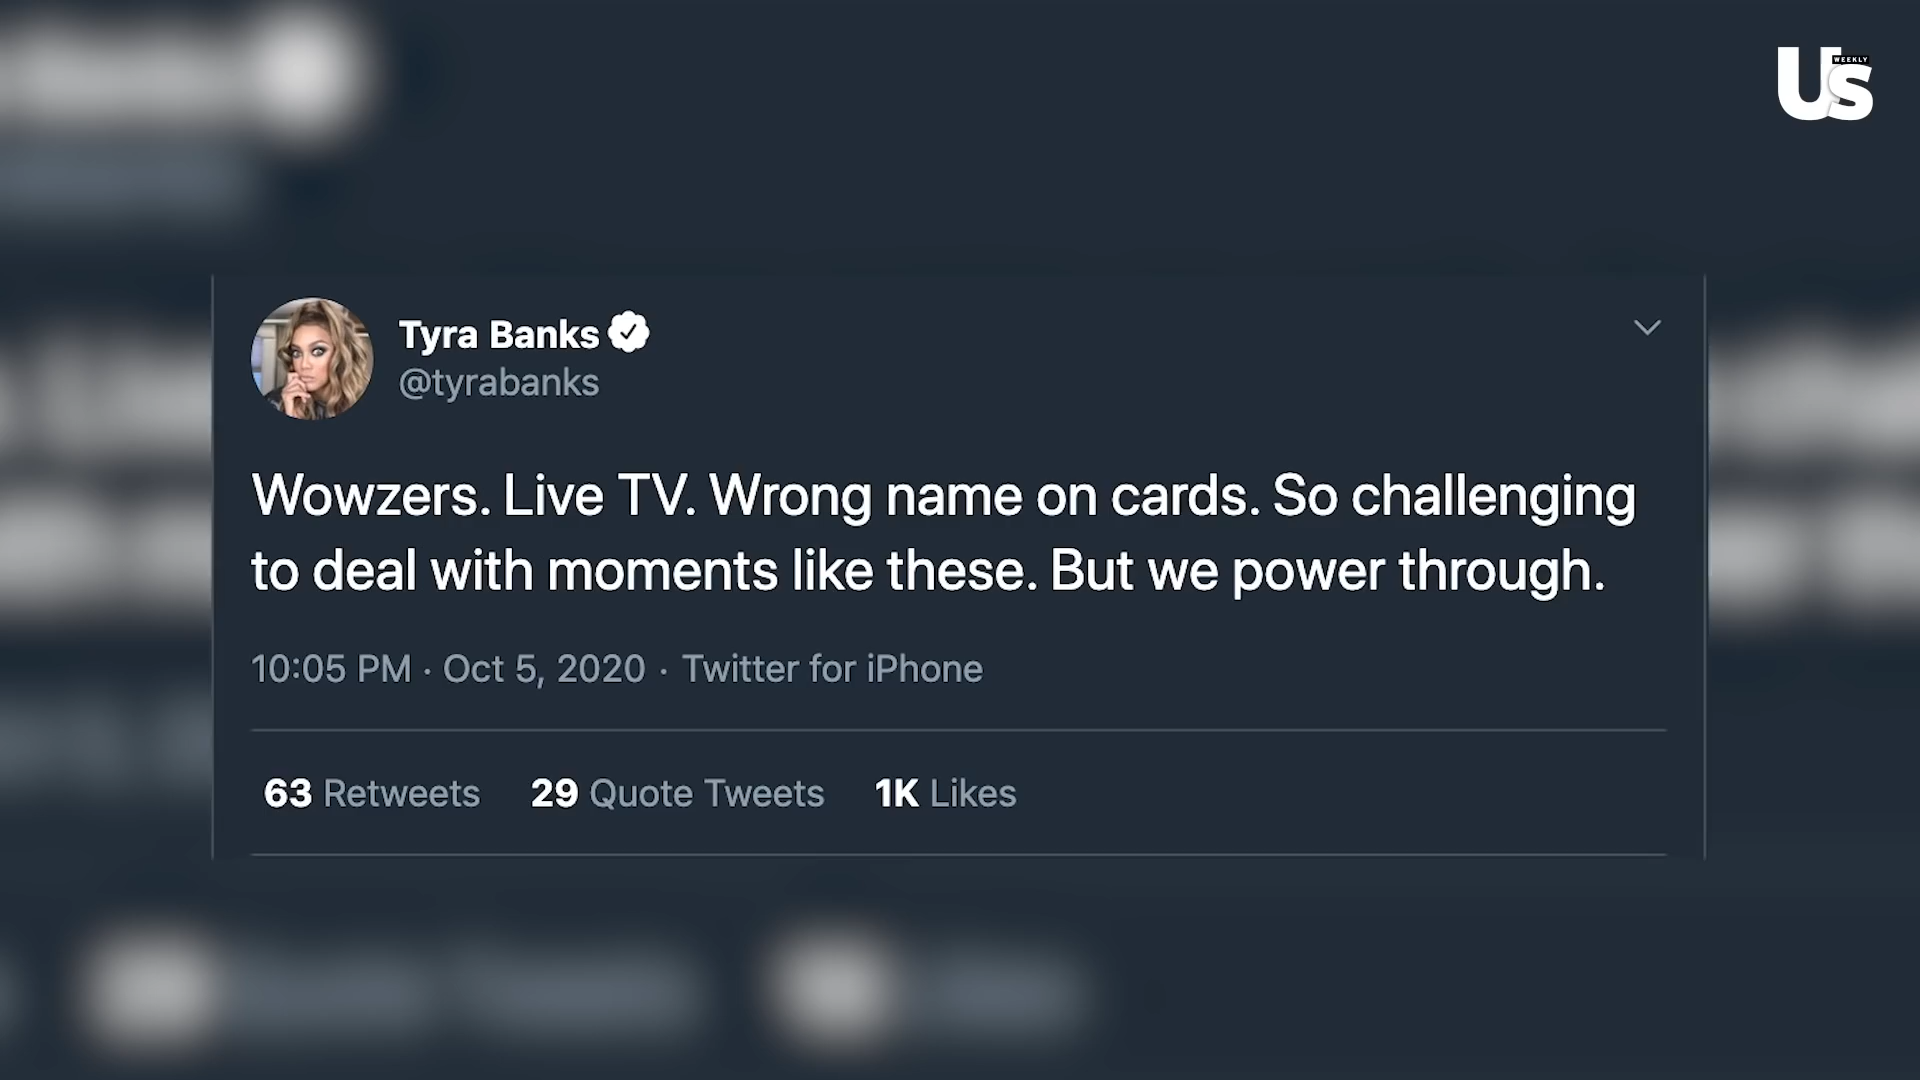 Us
WEEKLY
Tyra Banks
@tyrabanks
Wowzers. Live TV. Wrong name on cards. So challenging
to deal with moments like these. But we power through.
10:05 PM · Oct 5, 2020 · Twitter for iPhone
63 Retweets 29 Quote Tweets 1K Likes